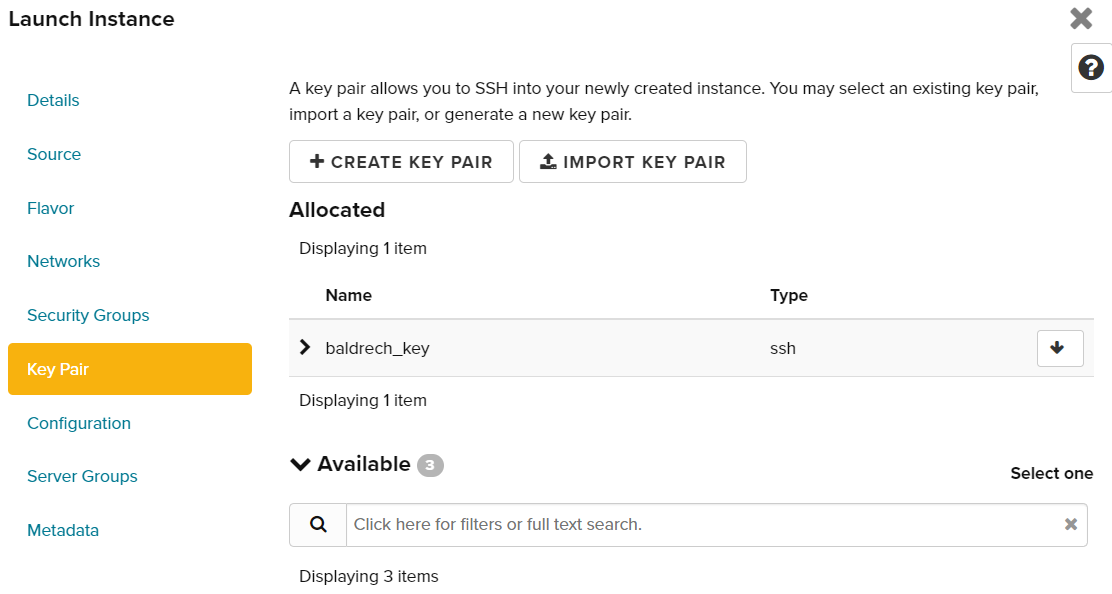 Launch Instance
Details
Source
Flavor
Networks
Security Groups
Key Pair
Configuration
Server Groups
Metadata
A key pair allows you to SSH into your newly created instance. You may select an existing key pair,
import a key pair, or generate a new key pair.
CREATE KEY PAIR IMPORT KEY PAIR
Allocated
Displaying 1 item
Name Type
baldrech_key ssh
Displaying 1 item
Available 3
Select one
Click here for filters or full text search.
Displaying 3 items